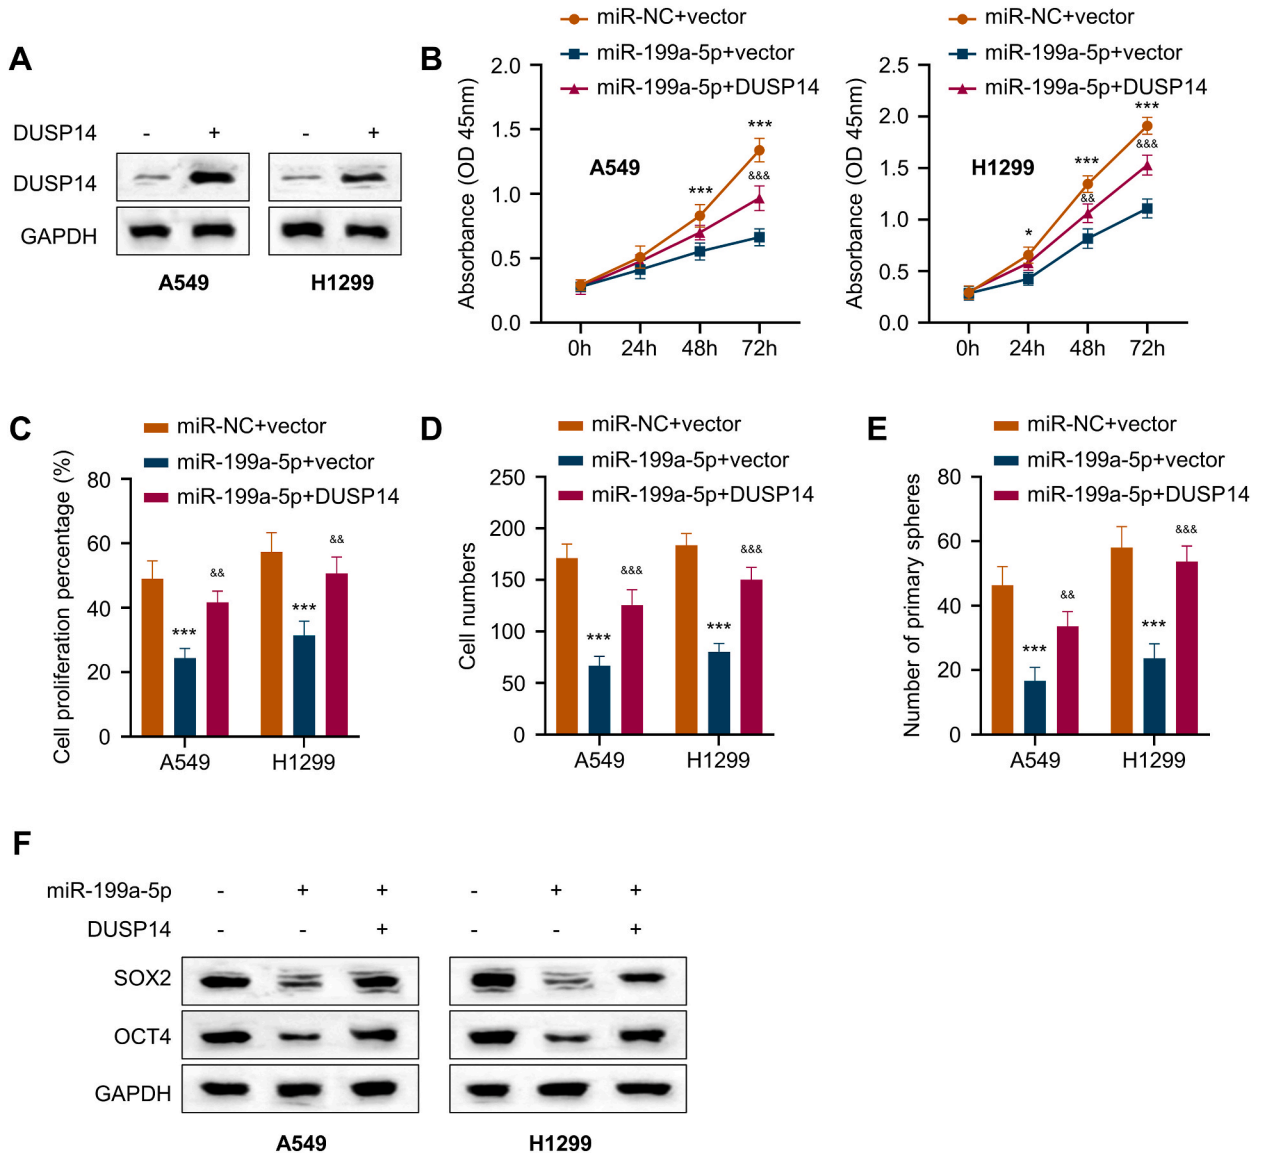 A
DUSP14 - + - +
DUSP14
GAPDH
A549 H1299
B
miR-NC+vector
miR-199a-5p+vector
miR-199a-5p+DUSP14
Absorbance (OD 45nm)
2.0
1.5
1.0
0.5
0.0
A549
***
***
&&&
0h 24h 48h 72h
miR-NC+vector
miR-199a-5p+vector
miR-199a-5p+DUSP14
Absorbance (OD 45nm)
2.5
2.0
1.5
1.0
0.5
0.0
H1299
*
***
&&
***
&&&
0h 24h 48h 72h
C
miR-NC+vector
miR-199a-5p+vector
miR-199a-5p+DUSP14
Cell proliferation percentage (%)
80
60
40
20
0
***
&&
***
&&
A549 H1299
D
miR-NC+vector
miR-199a-5p+vector
miR-199a-5p+DUSP14
Cell numbers
250
200
150
100
50
0
***
&&&
***
&&&
A549 H1299
E
miR-NC+vector
miR-199a-5p+vector
miR-199a-5p+DUSP14
Number of primary spheres
80
60
40
20
0
***
&&
***
&&&
A549 H1299
F
miR-199a-5p - + + - + +
DUSP14 - - + - - +
SOX2
OCT4
GAPDH
A549 H1299